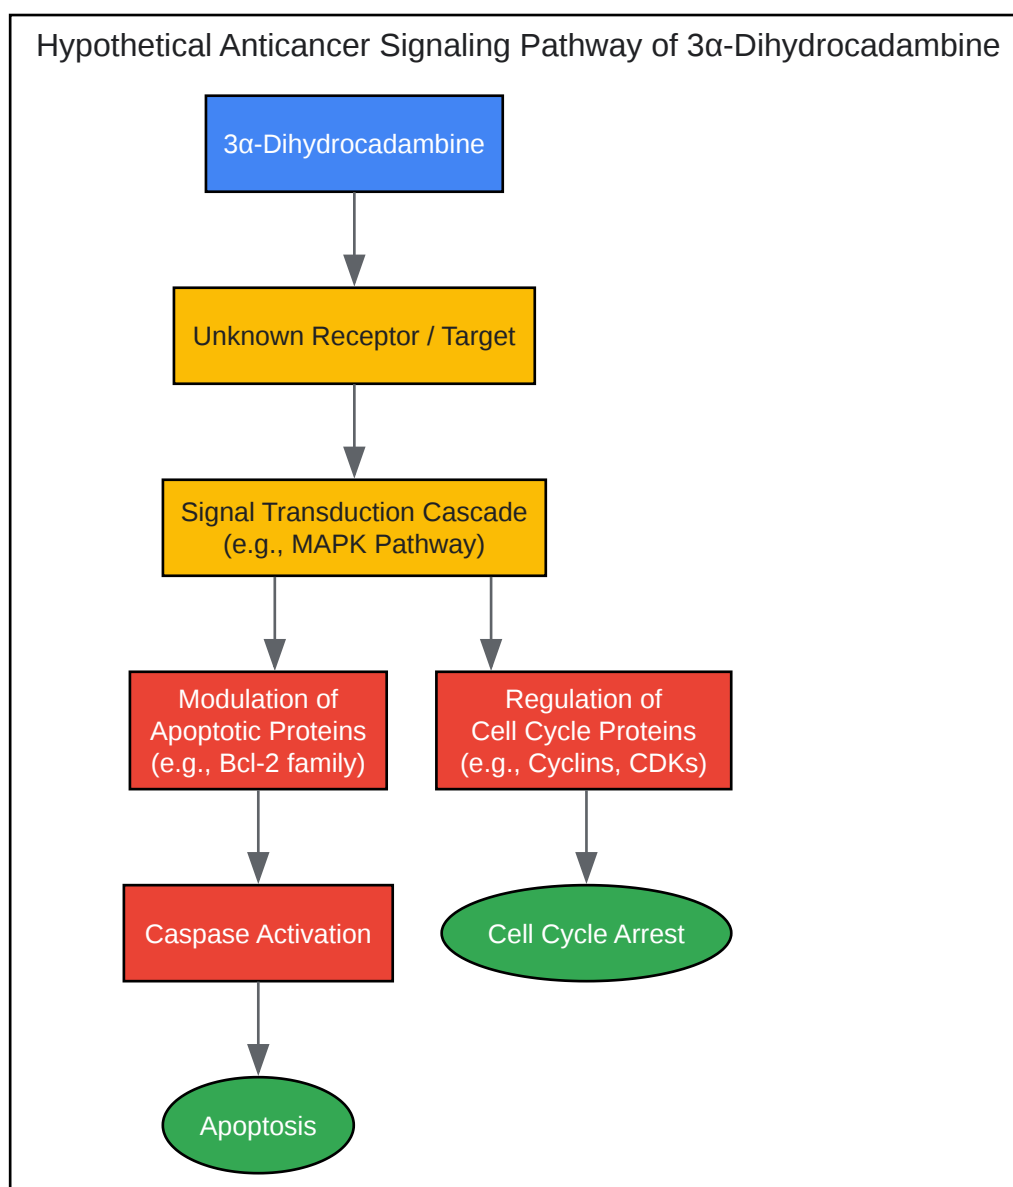 Hypothetical Anticancer Signaling Pathway of 3α-Dihydrocadambine
3α-Dihydrocadambine
Unknown Receptor / Target
Signal Transduction Cascade
(e.g., MAPK Pathway)
Modulation of
Apoptotic Proteins
(e.g., Bcl-2 family)
Regulation of
Cell Cycle Proteins
(e.g., Cyclins, CDKs)
Caspase Activation
Cell Cycle Arrest
Apoptosis